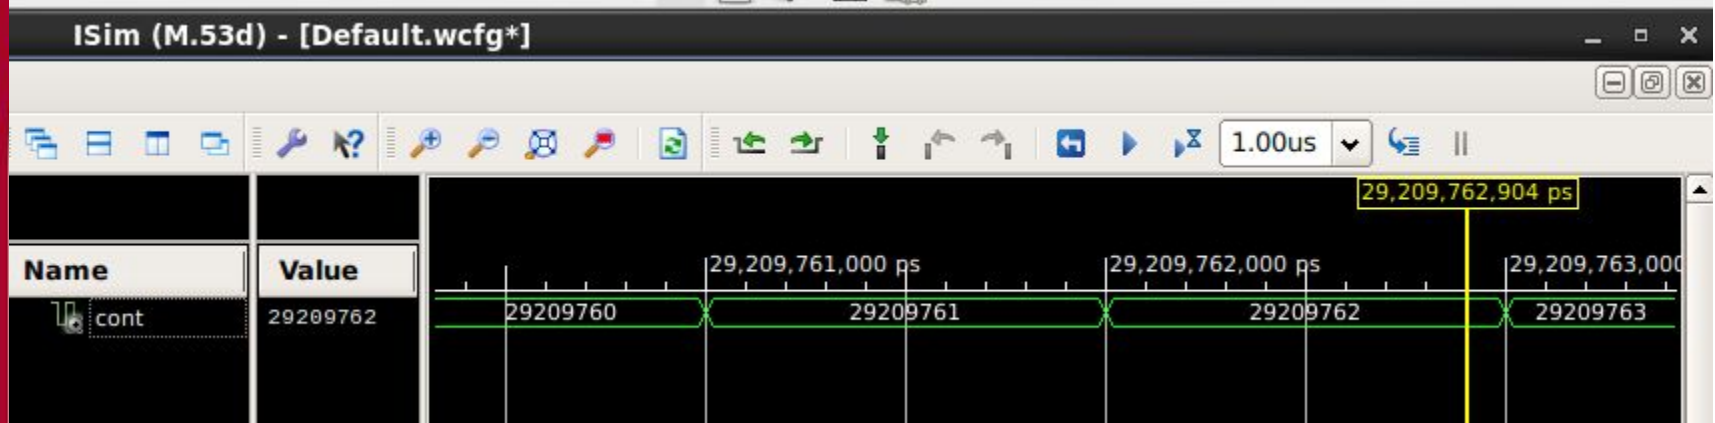 ISim (M.53d) - [Default.wcfg*]
1.00us
29,209,762,904 ps
Name
Value
29,209,761,000 ps
29,209,762,000 ps
29,209,763,000
cont
29209762
29209760
29209761
29209762
29209763